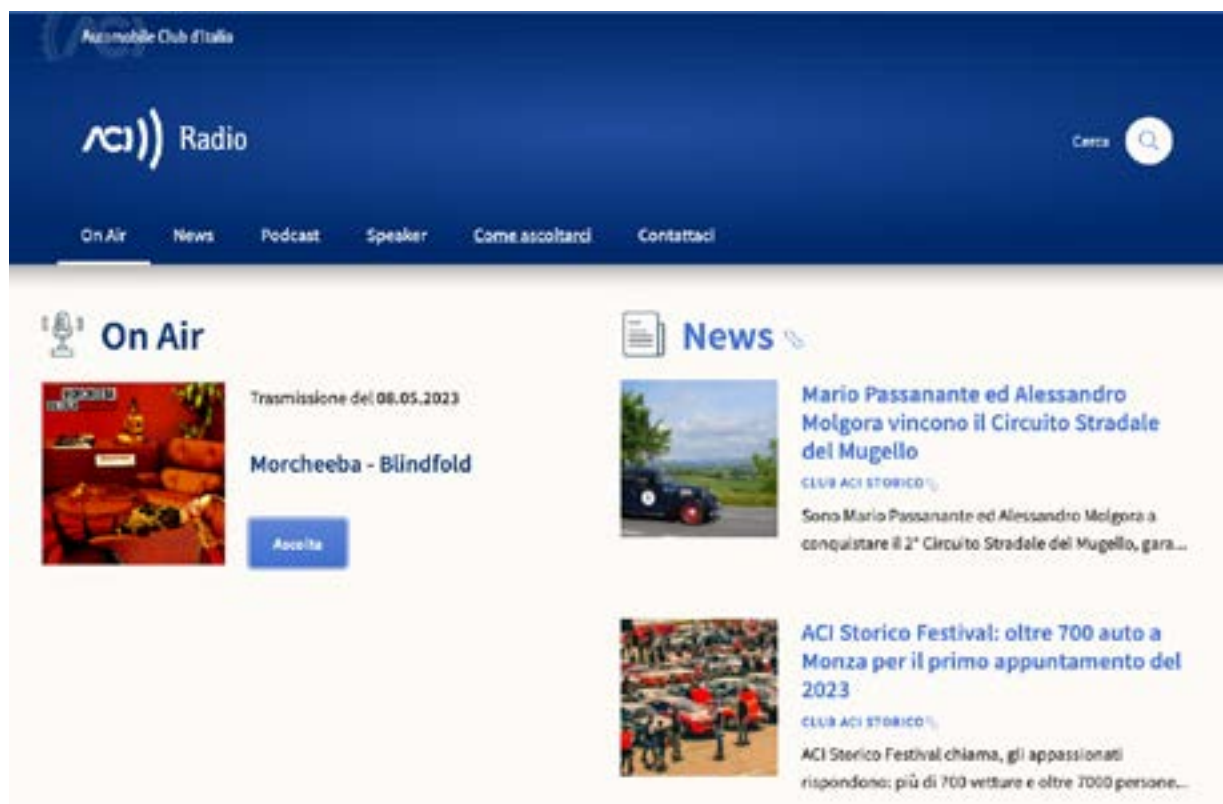 Automobile Club d'Italia
ACI Radio
Cerca
On Air News Podcast Speaker Come ascoltarci Contattaci
On Air
Trasmissione del 08.05.2023
Morcheeba - Blindfold
Ascolta
News
Mario Passanante ed Alessandro
Molgora vincono il Circuito Stradale
del Mugello
CLUB ACI STORICO
Sono Mario Passanante ed Alessandro Molgora a
conquistare il 2° Circuito Stradale del Mugello, gara...
ACI Storico Festival: oltre 700 auto a
Monza per il primo appuntamento del
2023
CLUB ACI STORICO
ACI Storico Festival chiama, gli appassionati
rispondono: più di 700 vetture e oltre 7000 persone...